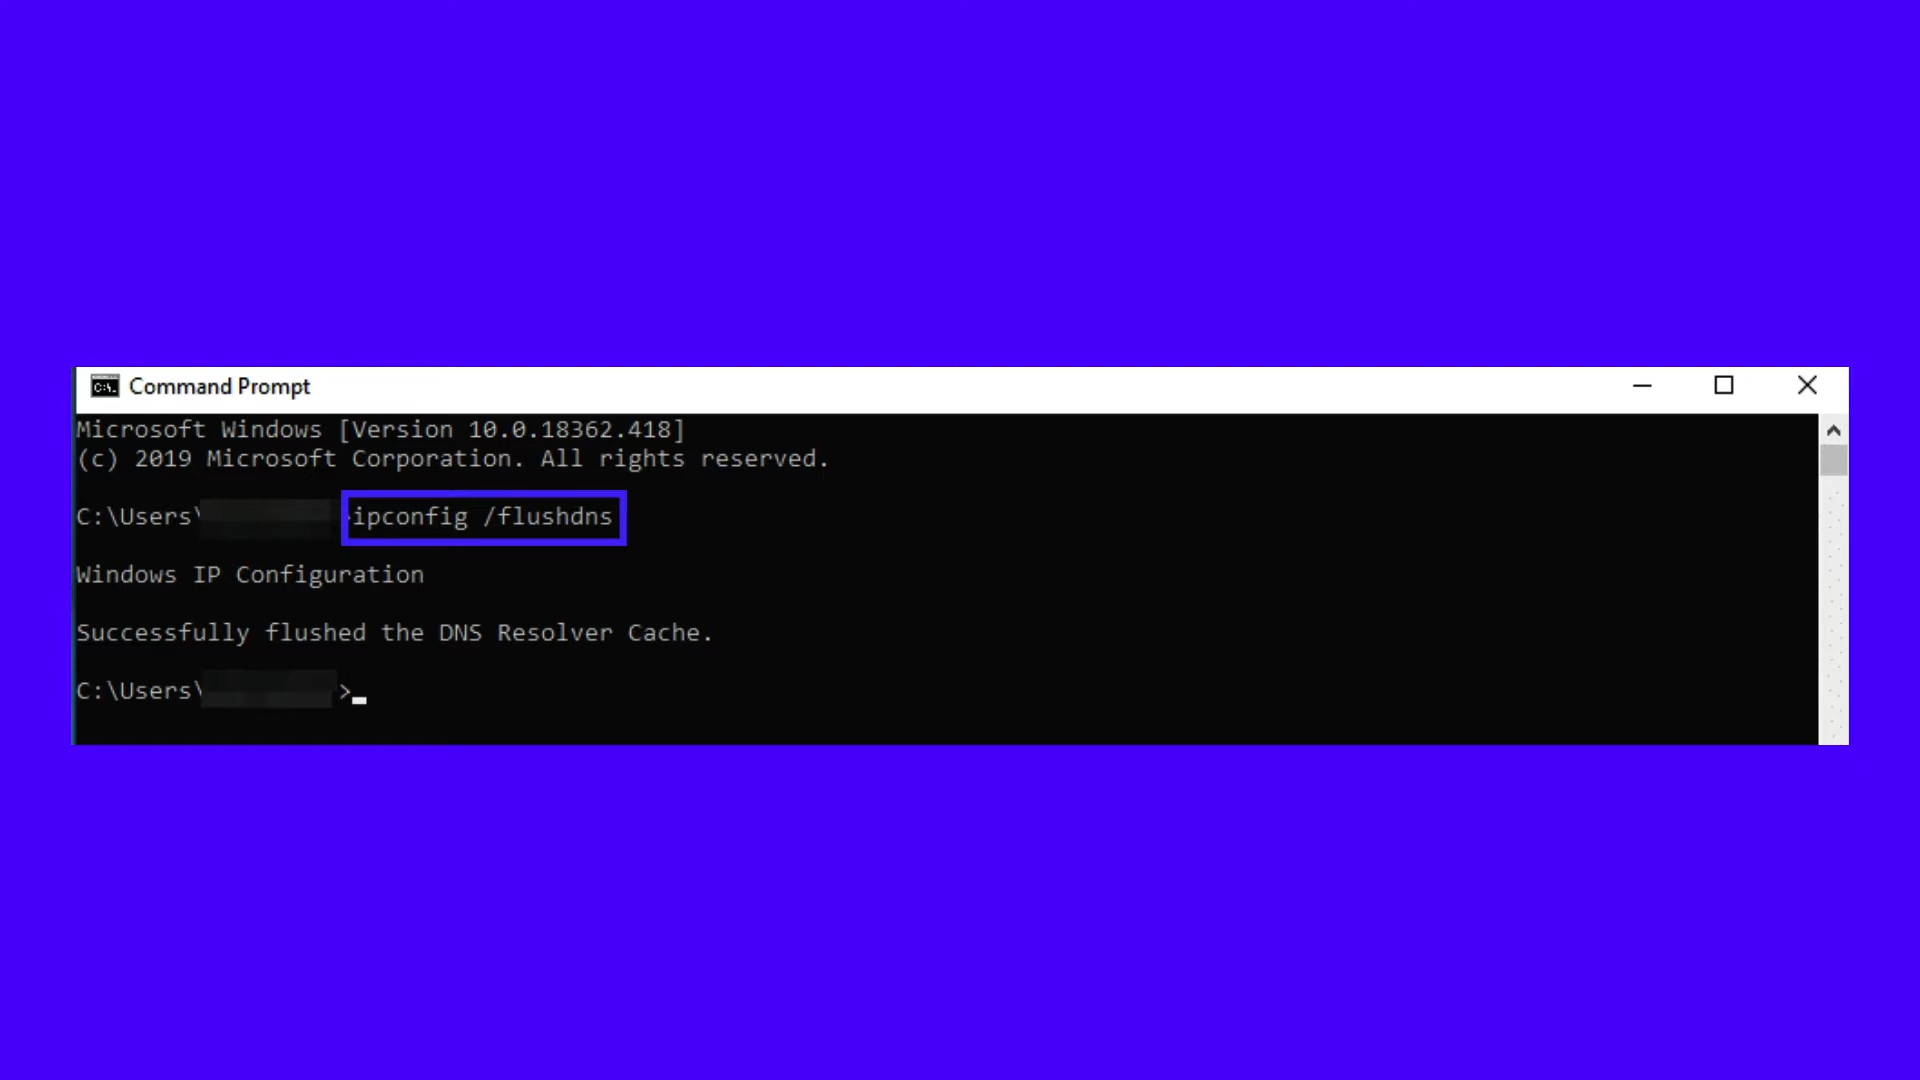 Command Prompt
Microsoft Windows [Version 10.0.18362.418]
(c) 2019 Microsoft Corporation. All rights reserved.
C:\Users\ ipconfig /flushdns
Windows IP Configuration
Successfully flushed the DNS Resolver Cache.
C:\Users\ >